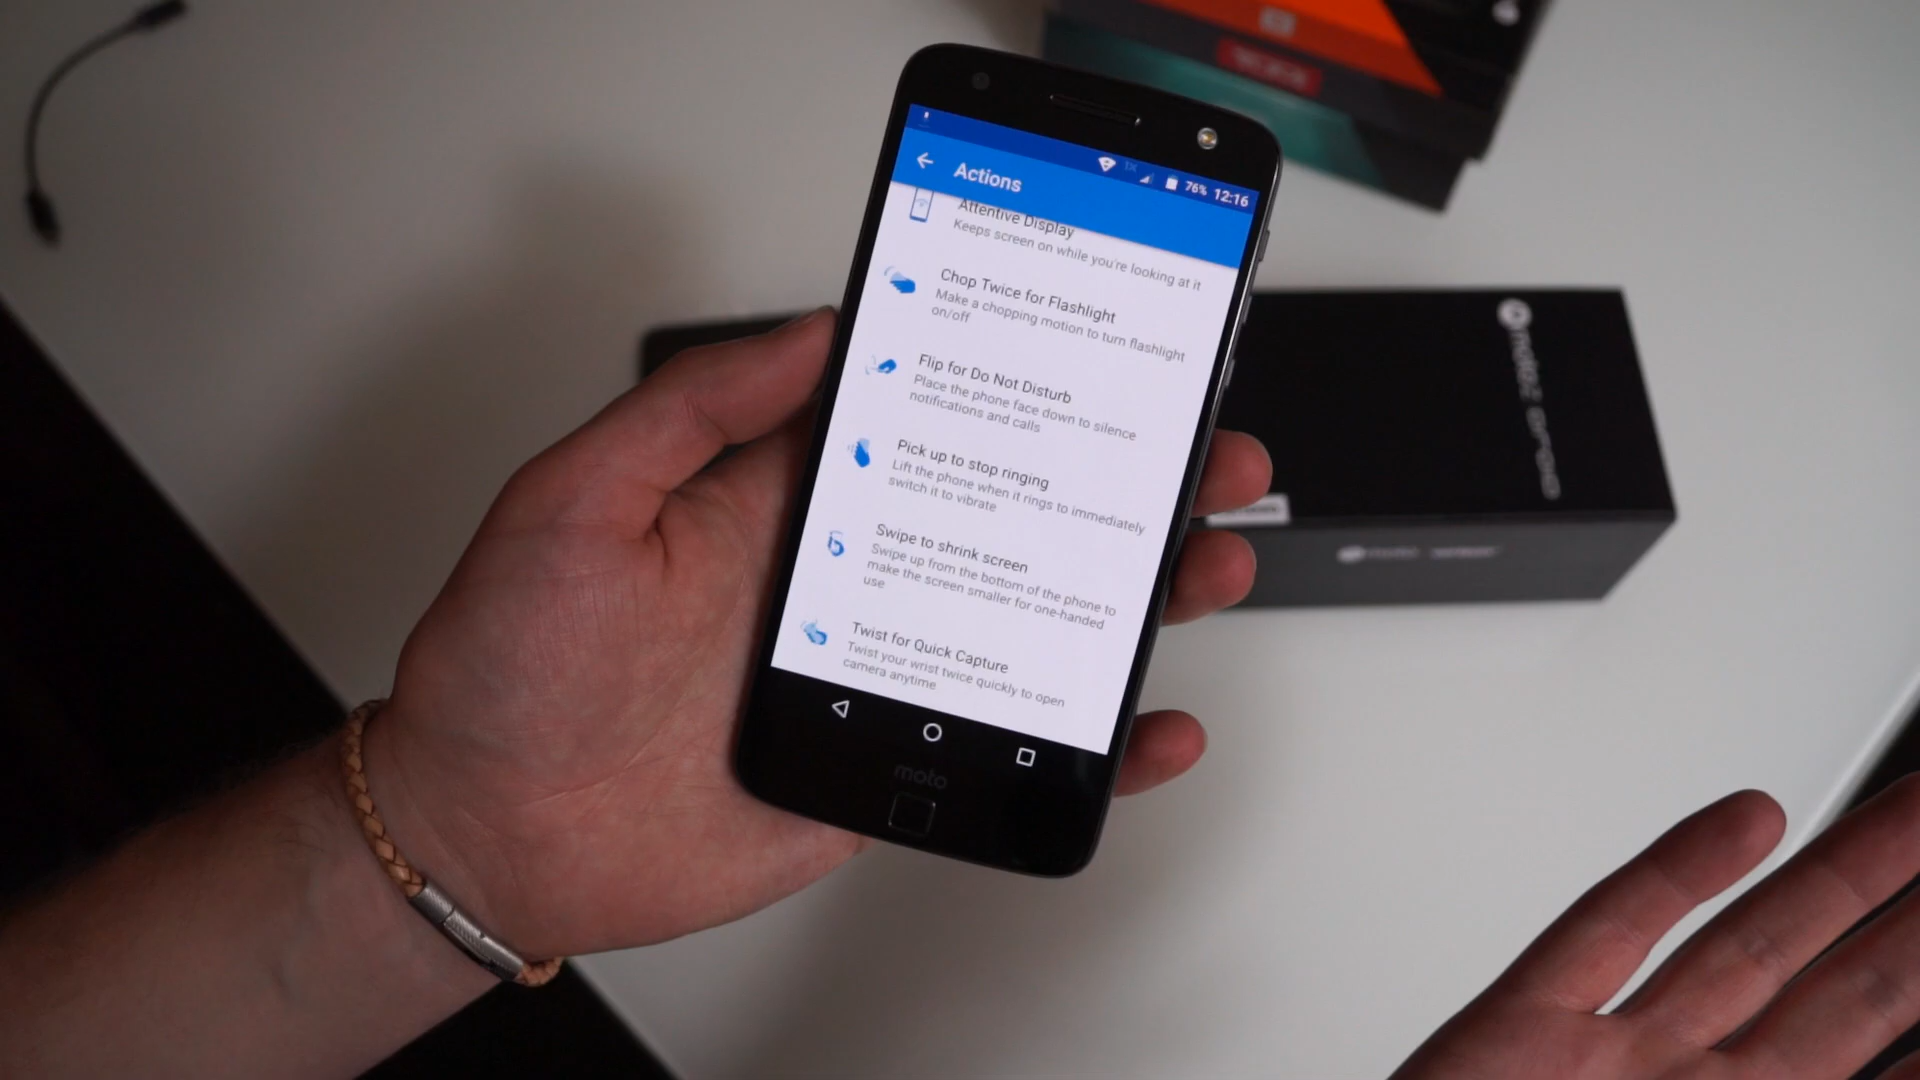 1X 76% 12:16
Actions
Attentive Display
Keeps screen on while you're looking at it
Chop Twice for Flashlight
Make a chopping motion to turn flashlight
on/off
Flip for Do Not Disturb
Place the phone face down to silence
notifications and calls
Pick up to stop ringing
Lift the phone when it rings to immediately
switch it to vibrate
Swipe to shrink screen
Swipe up from the bottom of the phone to
make the screen smaller for one-handed
use
Twist for Quick Capture
Twist your wrist twice quickly to open
camera anytime
moto
moto z droid